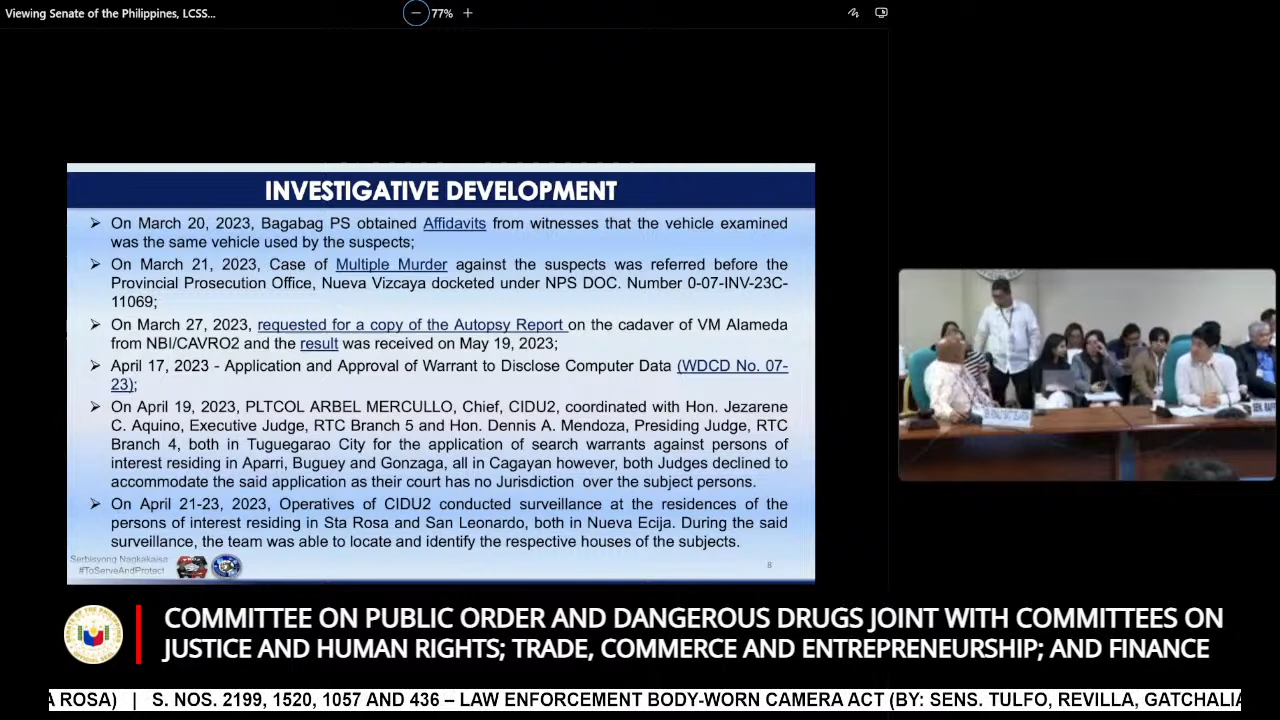 Viewing Senate of the Philippines, LCSS...
77%
INVESTIGATIVE DEVELOPMENT
On March 20, 2023, Bagabag PS obtained Affidavits from witnesses that the vehicle examined
was the same vehicle used by the suspects;
On March 21, 2023, Case of Multiple Murder against the suspects was referred before the
Provincial Prosecution Office, Nueva Vizcaya docketed under NPS DOC. Number 0-07-INV-23C-
11069;
On March 27, 2023, requested for a copy of the Autopsy Report on the cadaver of VM Alameda
from NBI/CAVRO2 and the result was received on May 19, 2023;
April 17, 2023 - Application and Approval of Warrant to Disclose Computer Data (WDCD No. 07-
23);
On April 19, 2023, PLTCOL ARBEL MERCULLO, Chief, CIDU2, coordinated with Hon. Jezarene
C. Aquino, Executive Judge, RTC Branch 5 and Hon. Dennis A. Mendoza, Presiding Judge, RTC
Branch 4, both in Tuguegarao City for the application of search warrants against persons of
interest residing in Aparri, Buguey and Gonzaga, all in Cagayan however, both Judges declined to
accommodate the said application as their court has no Jurisdiction over the subject persons.
On April 21-23, 2023, Operatives of CIDU2 conducted surveillance at the residences of the
persons of interest residing in Sta Rosa and San Leonardo, both in Nueva Ecija. During the said
surveillance, the team was able to locate and identify the respective houses of the subjects.
Serbisyong Nagkakaisa
#ToServeAndProtect
8
SEN.
COMMITTEE ON PUBLIC ORDER AND DANGEROUS DRUGS JOINT WITH COMMITTEES ON
JUSTICE AND HUMAN RIGHTS; TRADE, COMMERCE AND ENTREPRENEURSHIP; AND FINANCE
A ROSA) | S. NOS. 2199, 1520, 1057 AND 436 – LAW ENFORCEMENT BODY-WORN CAMERA ACT (BY: SENS. TULFO, REVILLA, GATCHALIA